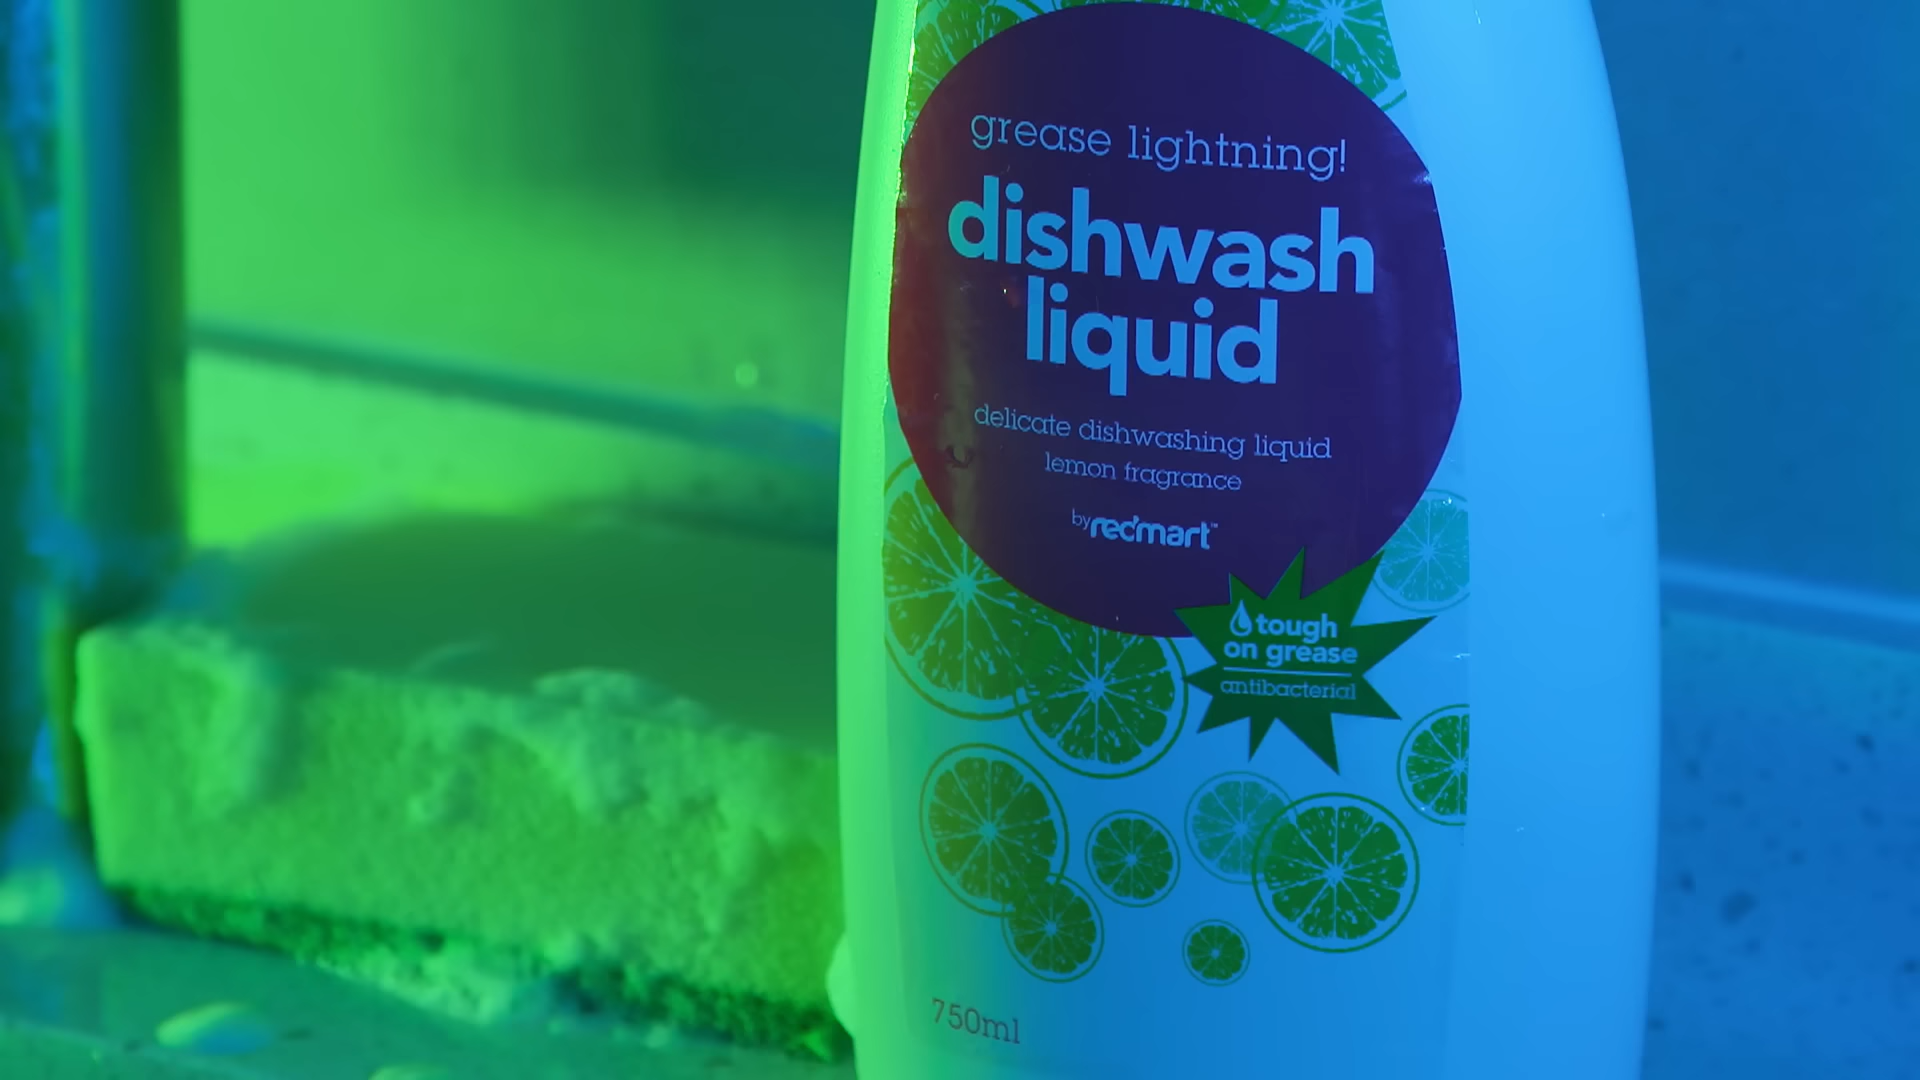 grease lightning!
dishwash
liquid
delicate dishwashing liquid
lemon fragrance
by redmart™
tough
on grease
antibacterial
750ml